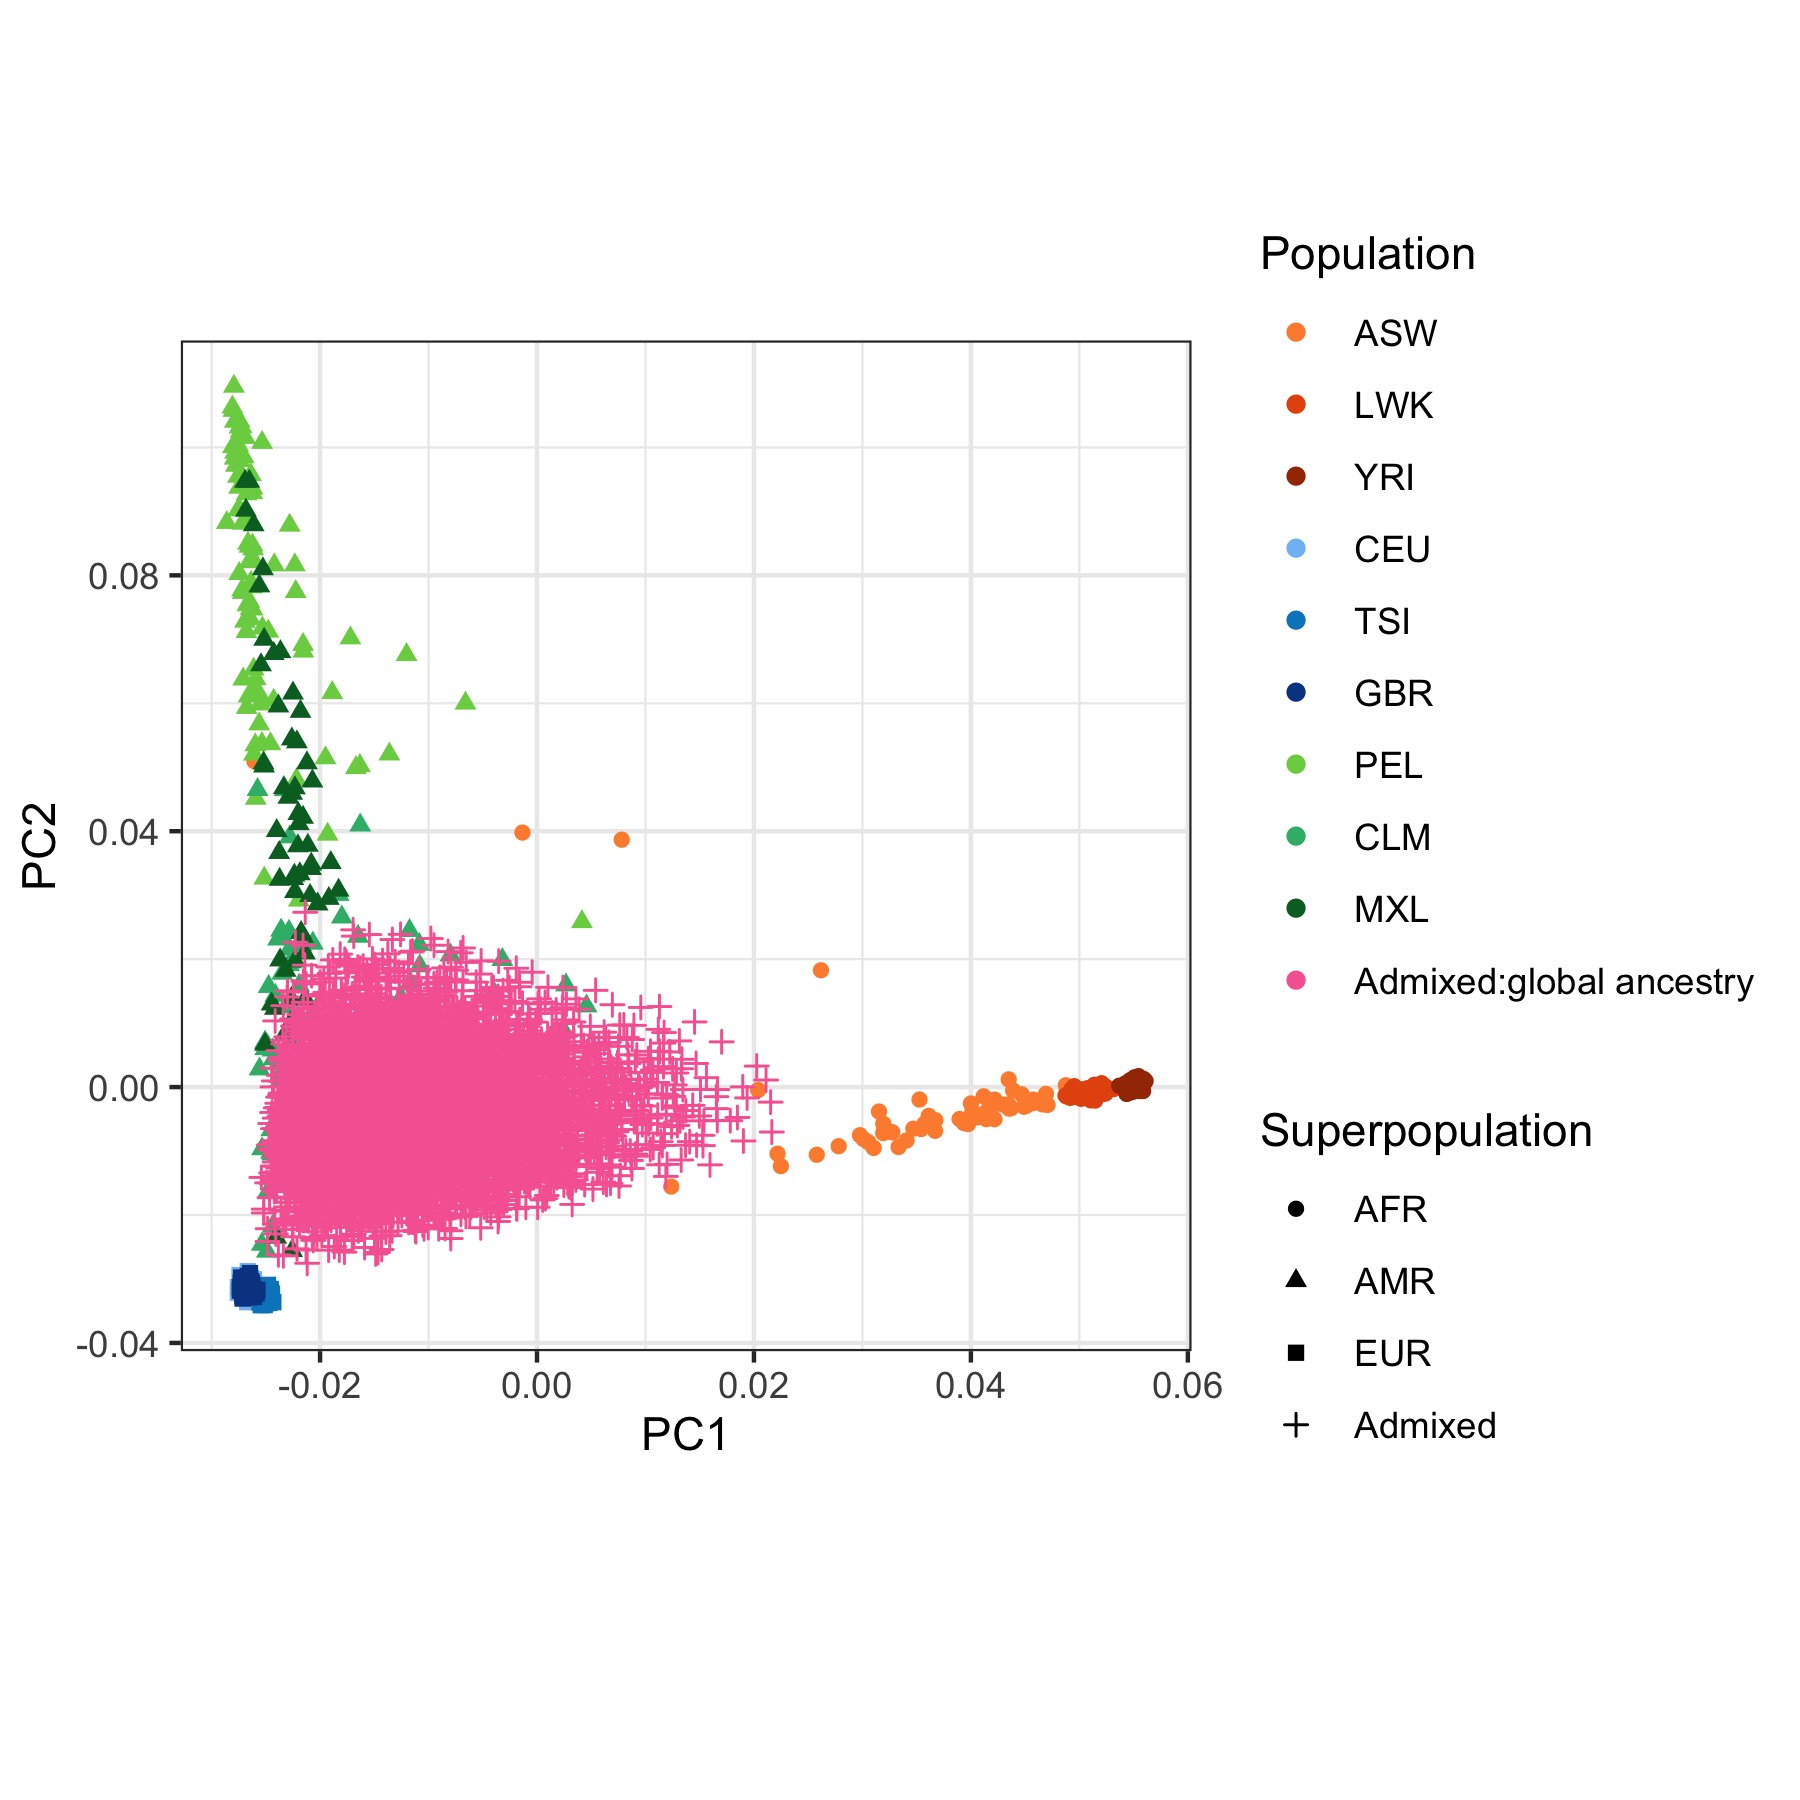 Population
ASW
LWK
YRI
CEU
TSI
GBR
PEL
CLM
MXL
Admixed:global ancestry
Superpopulation
AFR
AMR
EUR
Admixed
PC2
0.08
0.04
0.00
-0.04
-0.02
0.00
0.02
0.04
0.06
PC1